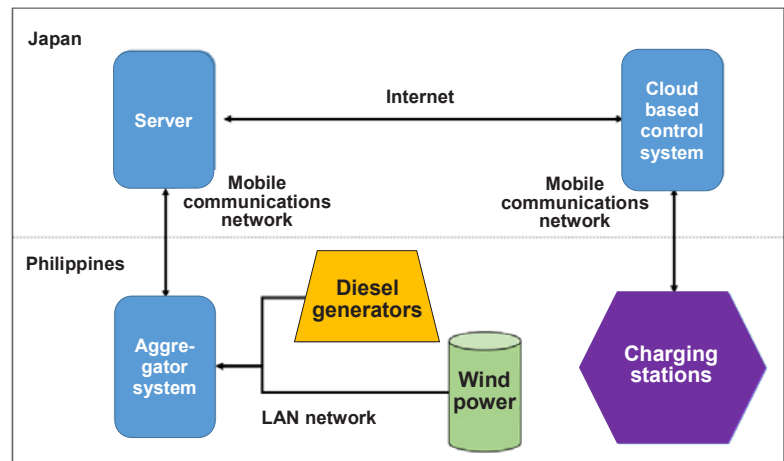 Japan
Server
Internet
Cloud
based
control
system
Mobile
communications
network
Mobile
communications
network
Philippines
Diesel
generators
Aggre-
gator
system
Wind
power
LAN network
Charging
stations